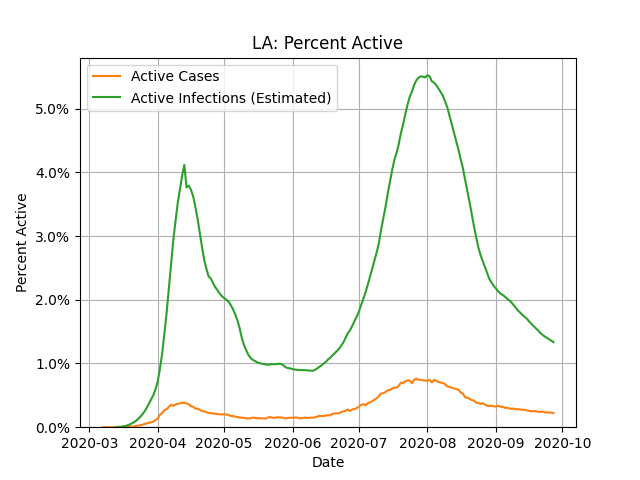 LA: Percent Active
Active Cases
Active Infections (Estimated)
Percent Active
5.0%
4.0%
3.0%
2.0%
1.0%
0.0%
2020-03 2020-04 2020-05 2020-06 2020-07 2020-08 2020-09 2020-10
Date